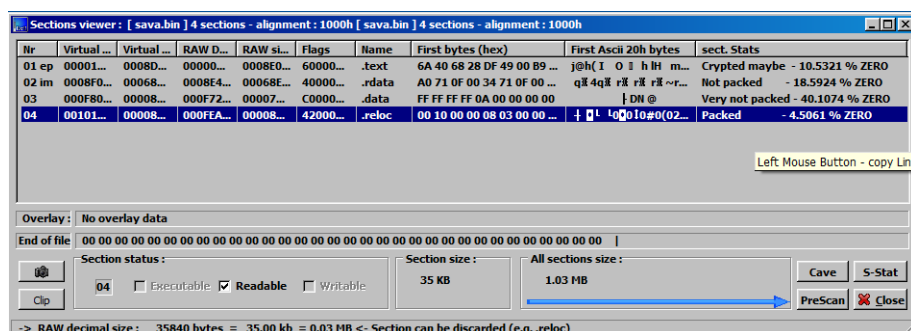 Sections viewer : [ sava.bin ] 4 sections - alignment : 1000h [ sava.bin ] 4 sections - alignment : 1000h
Nr Virtual ... Virtual ... RAW D... RAW si... Flags Name First bytes (hex) First Ascii 20h bytes sect. Stats
01 ep 00001... 0008D... 00000... 0008E0... 60000... .text 6A 40 68 28 DF 49 00 B9 ... Crypted maybe - 10.5321 % ZERO
02 im 0008F0... 00068... 0008E4... 00068E... 40000... .rdata A0 71 0F 00 34 71 0F 00 ... Not packed - 18.5924 % ZERO
03 000F80... 00008... 000F72... 00007... C0000... .data FF FF FF FF 0A 00 00 00 00 DN @ Very not packed - 40.1074 % ZERO
04 00101... 00008... 000FEA... 00008... 42000... .reloc 00 10 00 00 08 03 00 00 ... Packed - 4.5061 % ZERO
Left Mouse Button - copy Lin
Overlay : No overlay data
End of file 00 00 00 00 00 00 00 00 00 00 00 00 00 00 00 00 00 00 00 00 00 00 00 00 00 00 00 00 00 00 00 00
Section status : Section size : All sections size :
04 Executable Readable Writable 35 KB 1.03 MB Cave S-Stat
Clip PreScan Close
-> RAW decimal size : 35840 bytes = 35.00 kb = 0.03 MB <- Section can be discarded (e.g. .reloc)